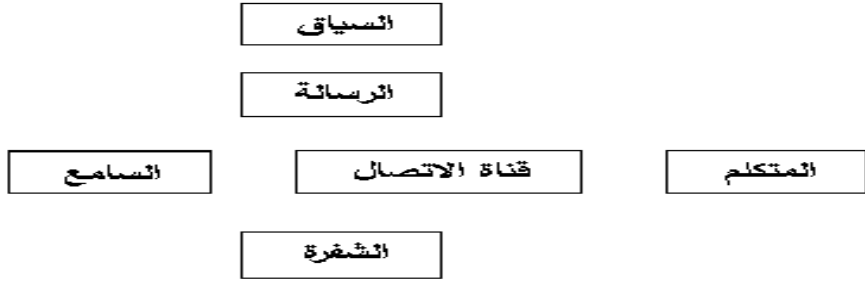 السياق
الرسالة
المتكلم
قناة الاتصال
السامع
الشفرة